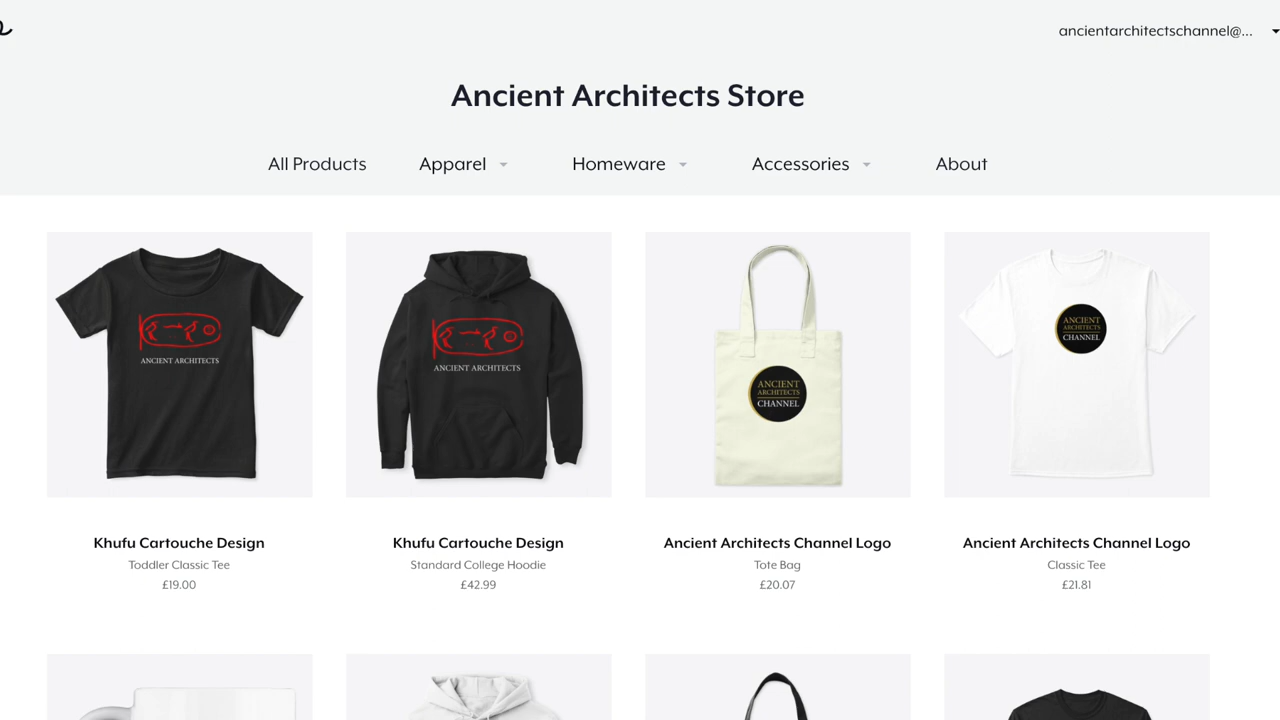 ancientarchitectschannel@...
Ancient Architects Store
All Products
Apparel
Homeware
Accessories
About
ANCIENT ARCHITECTS
ANCIENT ARCHITECTS
ANCIENT
ARCHITECTS
CHANNEL
ANCIENT
ARCHITECTS
CHANNEL
Khufu Cartouche Design
Toddler Classic Tee
£19.00
Khufu Cartouche Design
Standard College Hoodie
£42.99
Ancient Architects Channel Logo
Tote Bag
£20.07
Ancient Architects Channel Logo
Classic Tee
£21.81